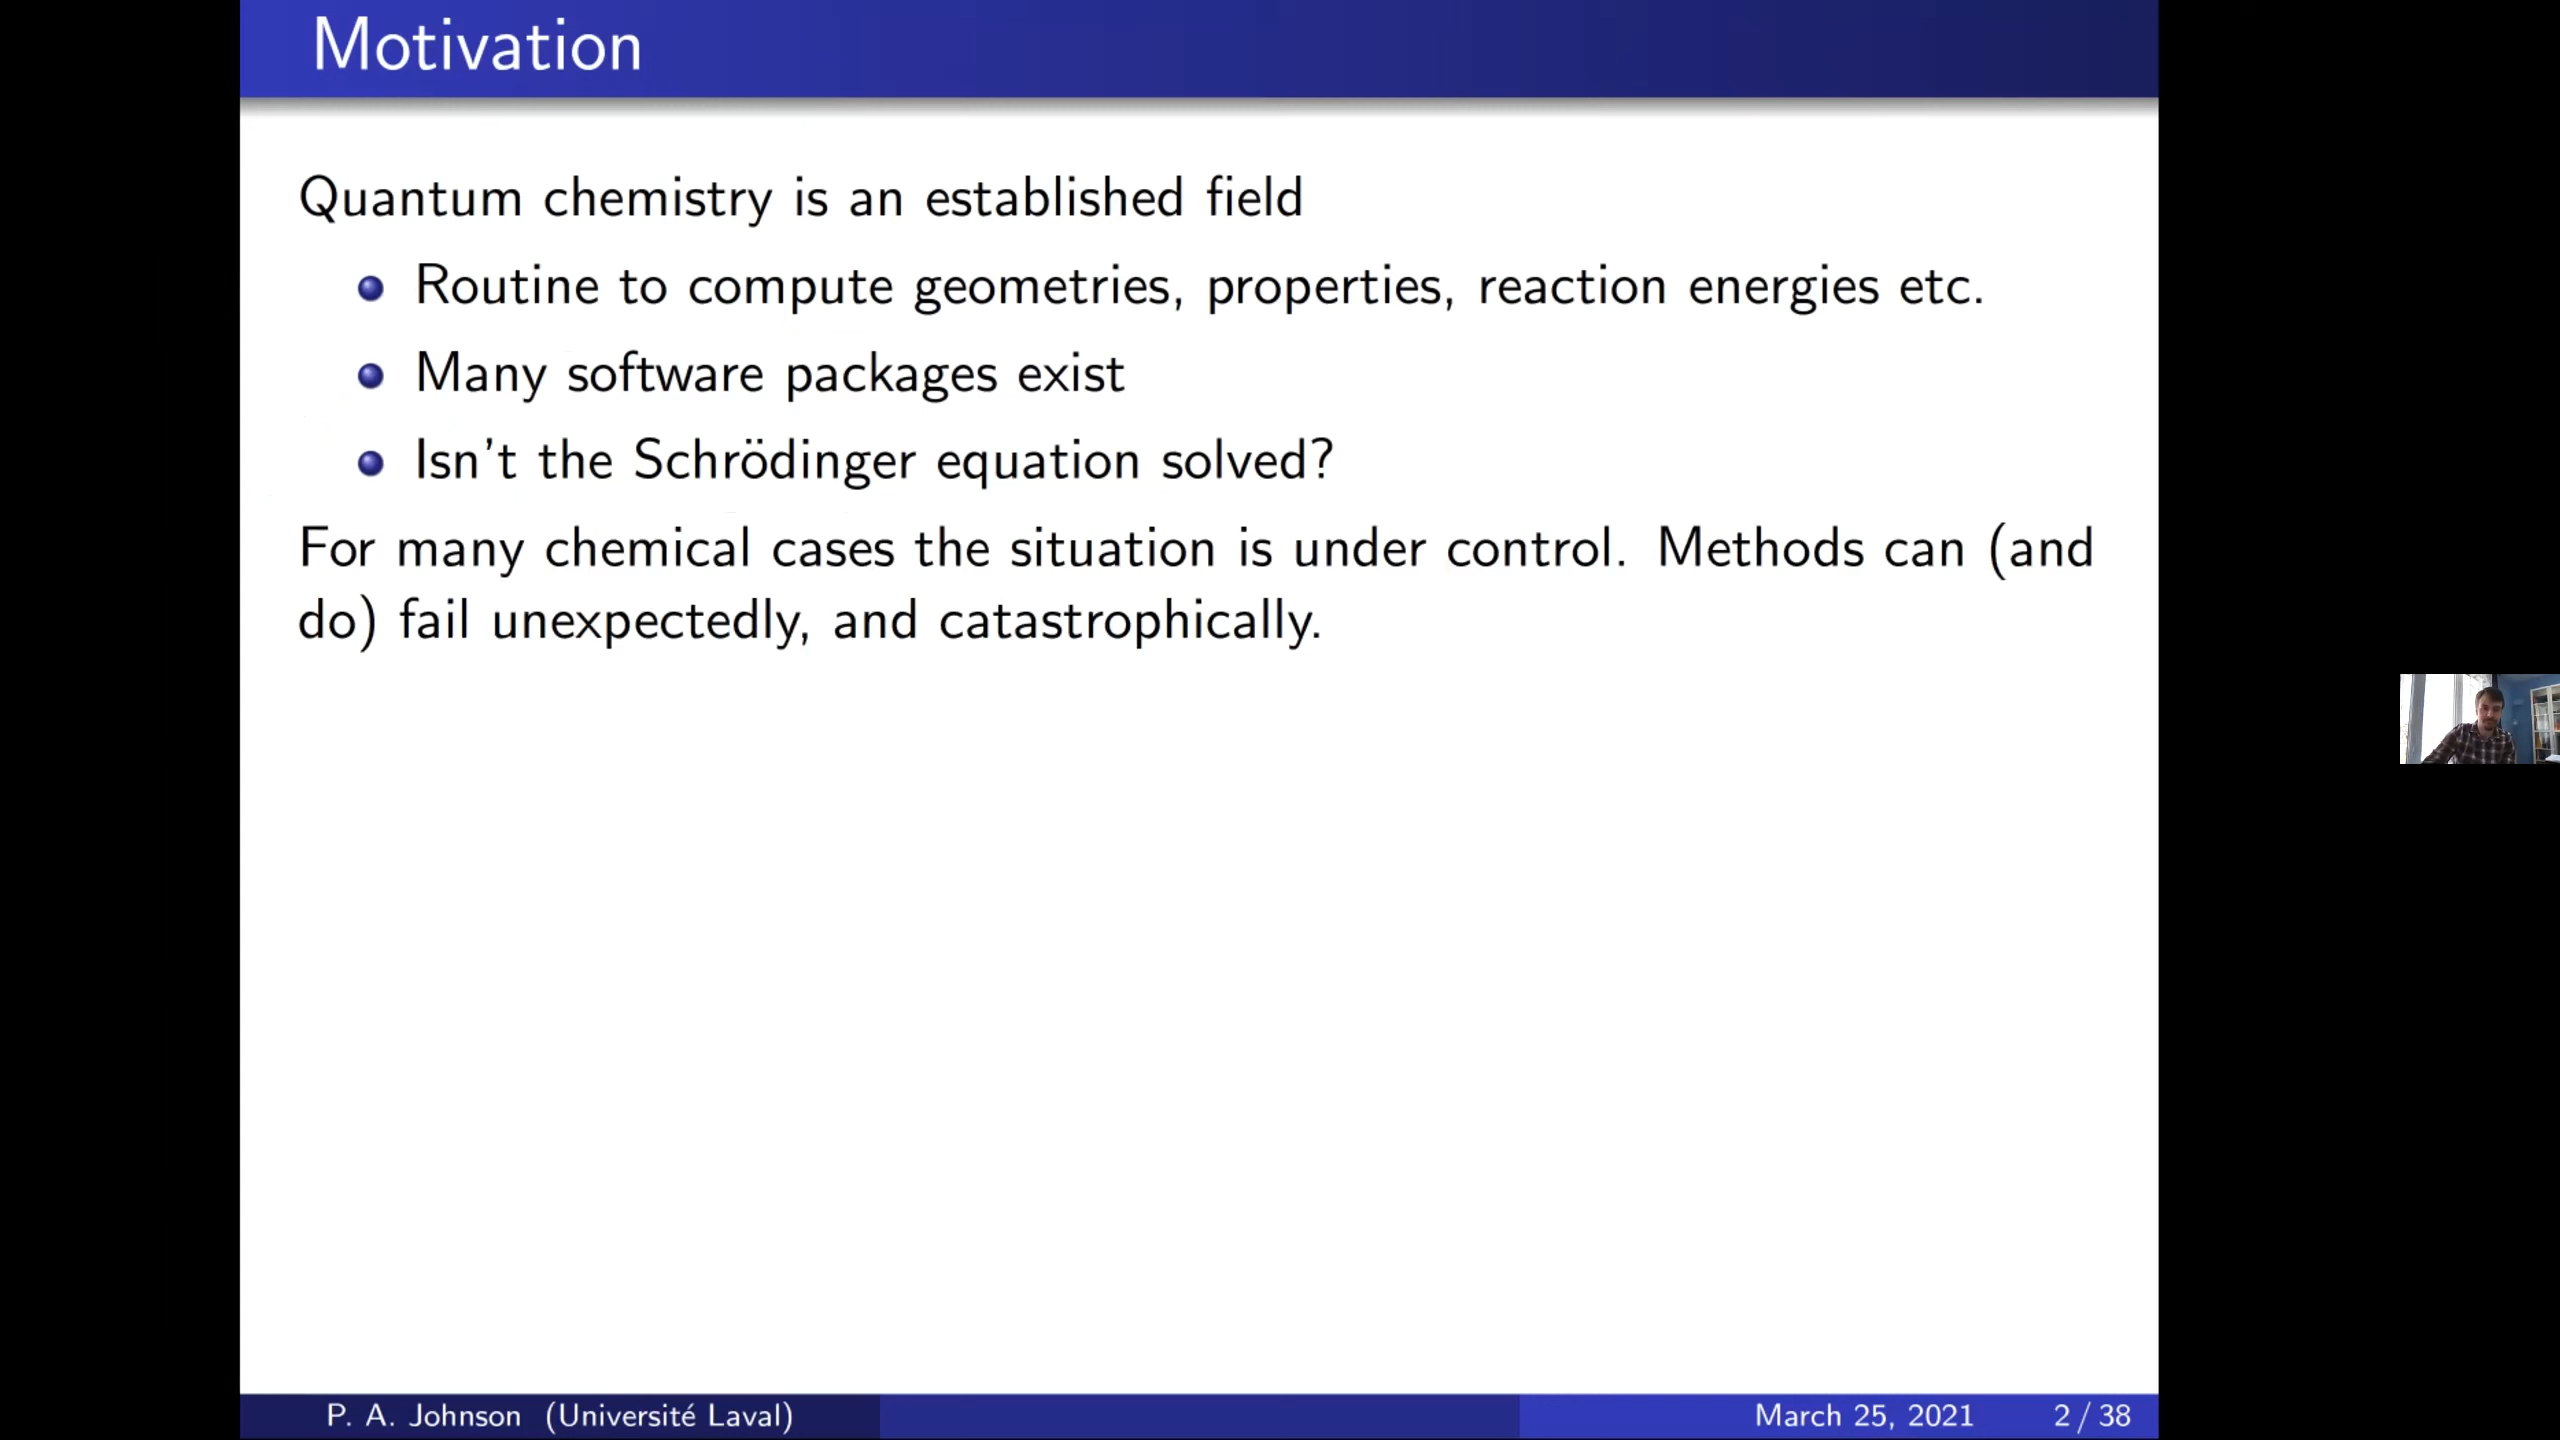 Motivation
Quantum chemistry is an established field
Routine to compute geometries, properties, reaction energies etc.
Many software packages exist
Isn't the Schrödinger equation solved?
For many chemical cases the situation is under control. Methods can (and
do) fail unexpectedly, and catastrophically.
P. A. Johnson (Université Laval)
March 25, 2021
2 / 38